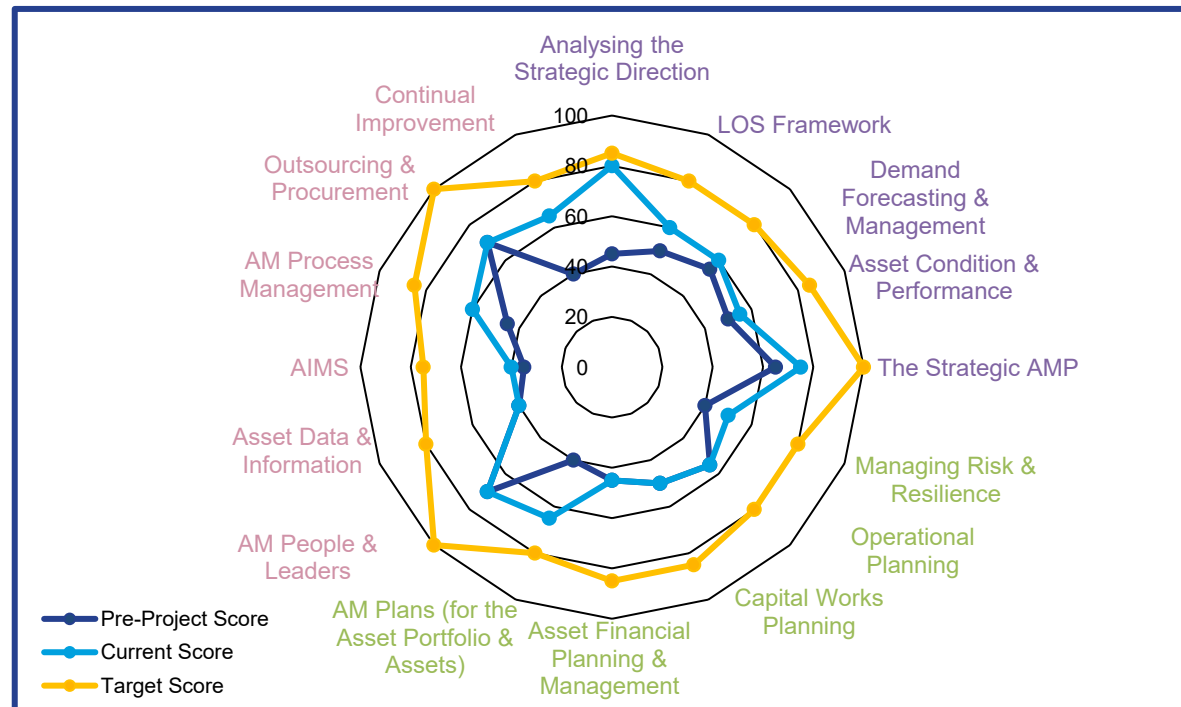 Analysing the
Strategic Direction
LOS Framework
Demand
Forecasting &
Management
Asset Condition &
Performance
The Strategic AMP
Managing Risk &
Resilience
Operational
Planning
Capital Works
Planning
Asset Financial
Planning &
Management
AM Plans (for the
Asset Portfolio &
Assets)
AM People &
Leaders
Asset Data &
Information
AIMS
AM Process
Management
Outsourcing &
Procurement
Continual
Improvement
100
80
60
40
20
0
Pre-Project Score
Current Score
Target Score